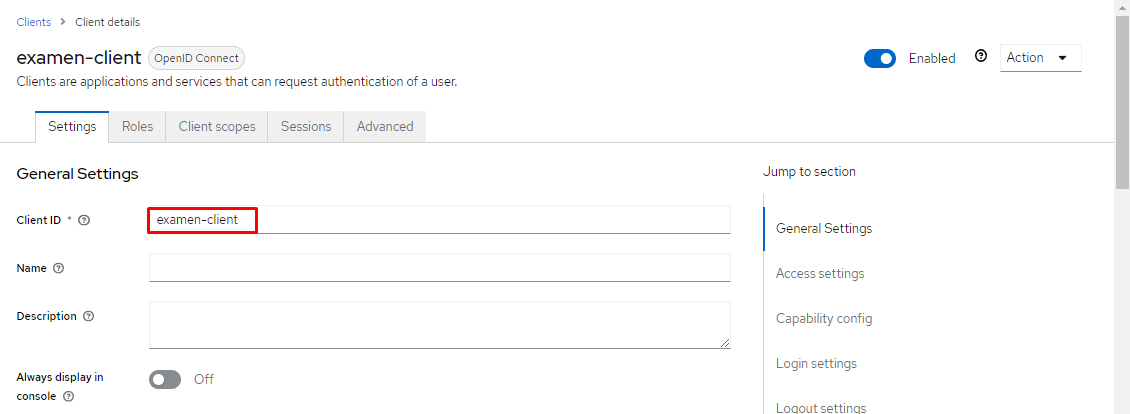 Clients > Client details
examen-client OpenID Connect
Enabled
Action
Clients are applications and services that can request authentication of a user.
Settings Roles Client scopes Sessions Advanced
General Settings
Client ID *
examen-client
Name
Description
Always display in
console
Off
Jump to section
General Settings
Access settings
Capability config
Login settings
Logout settings